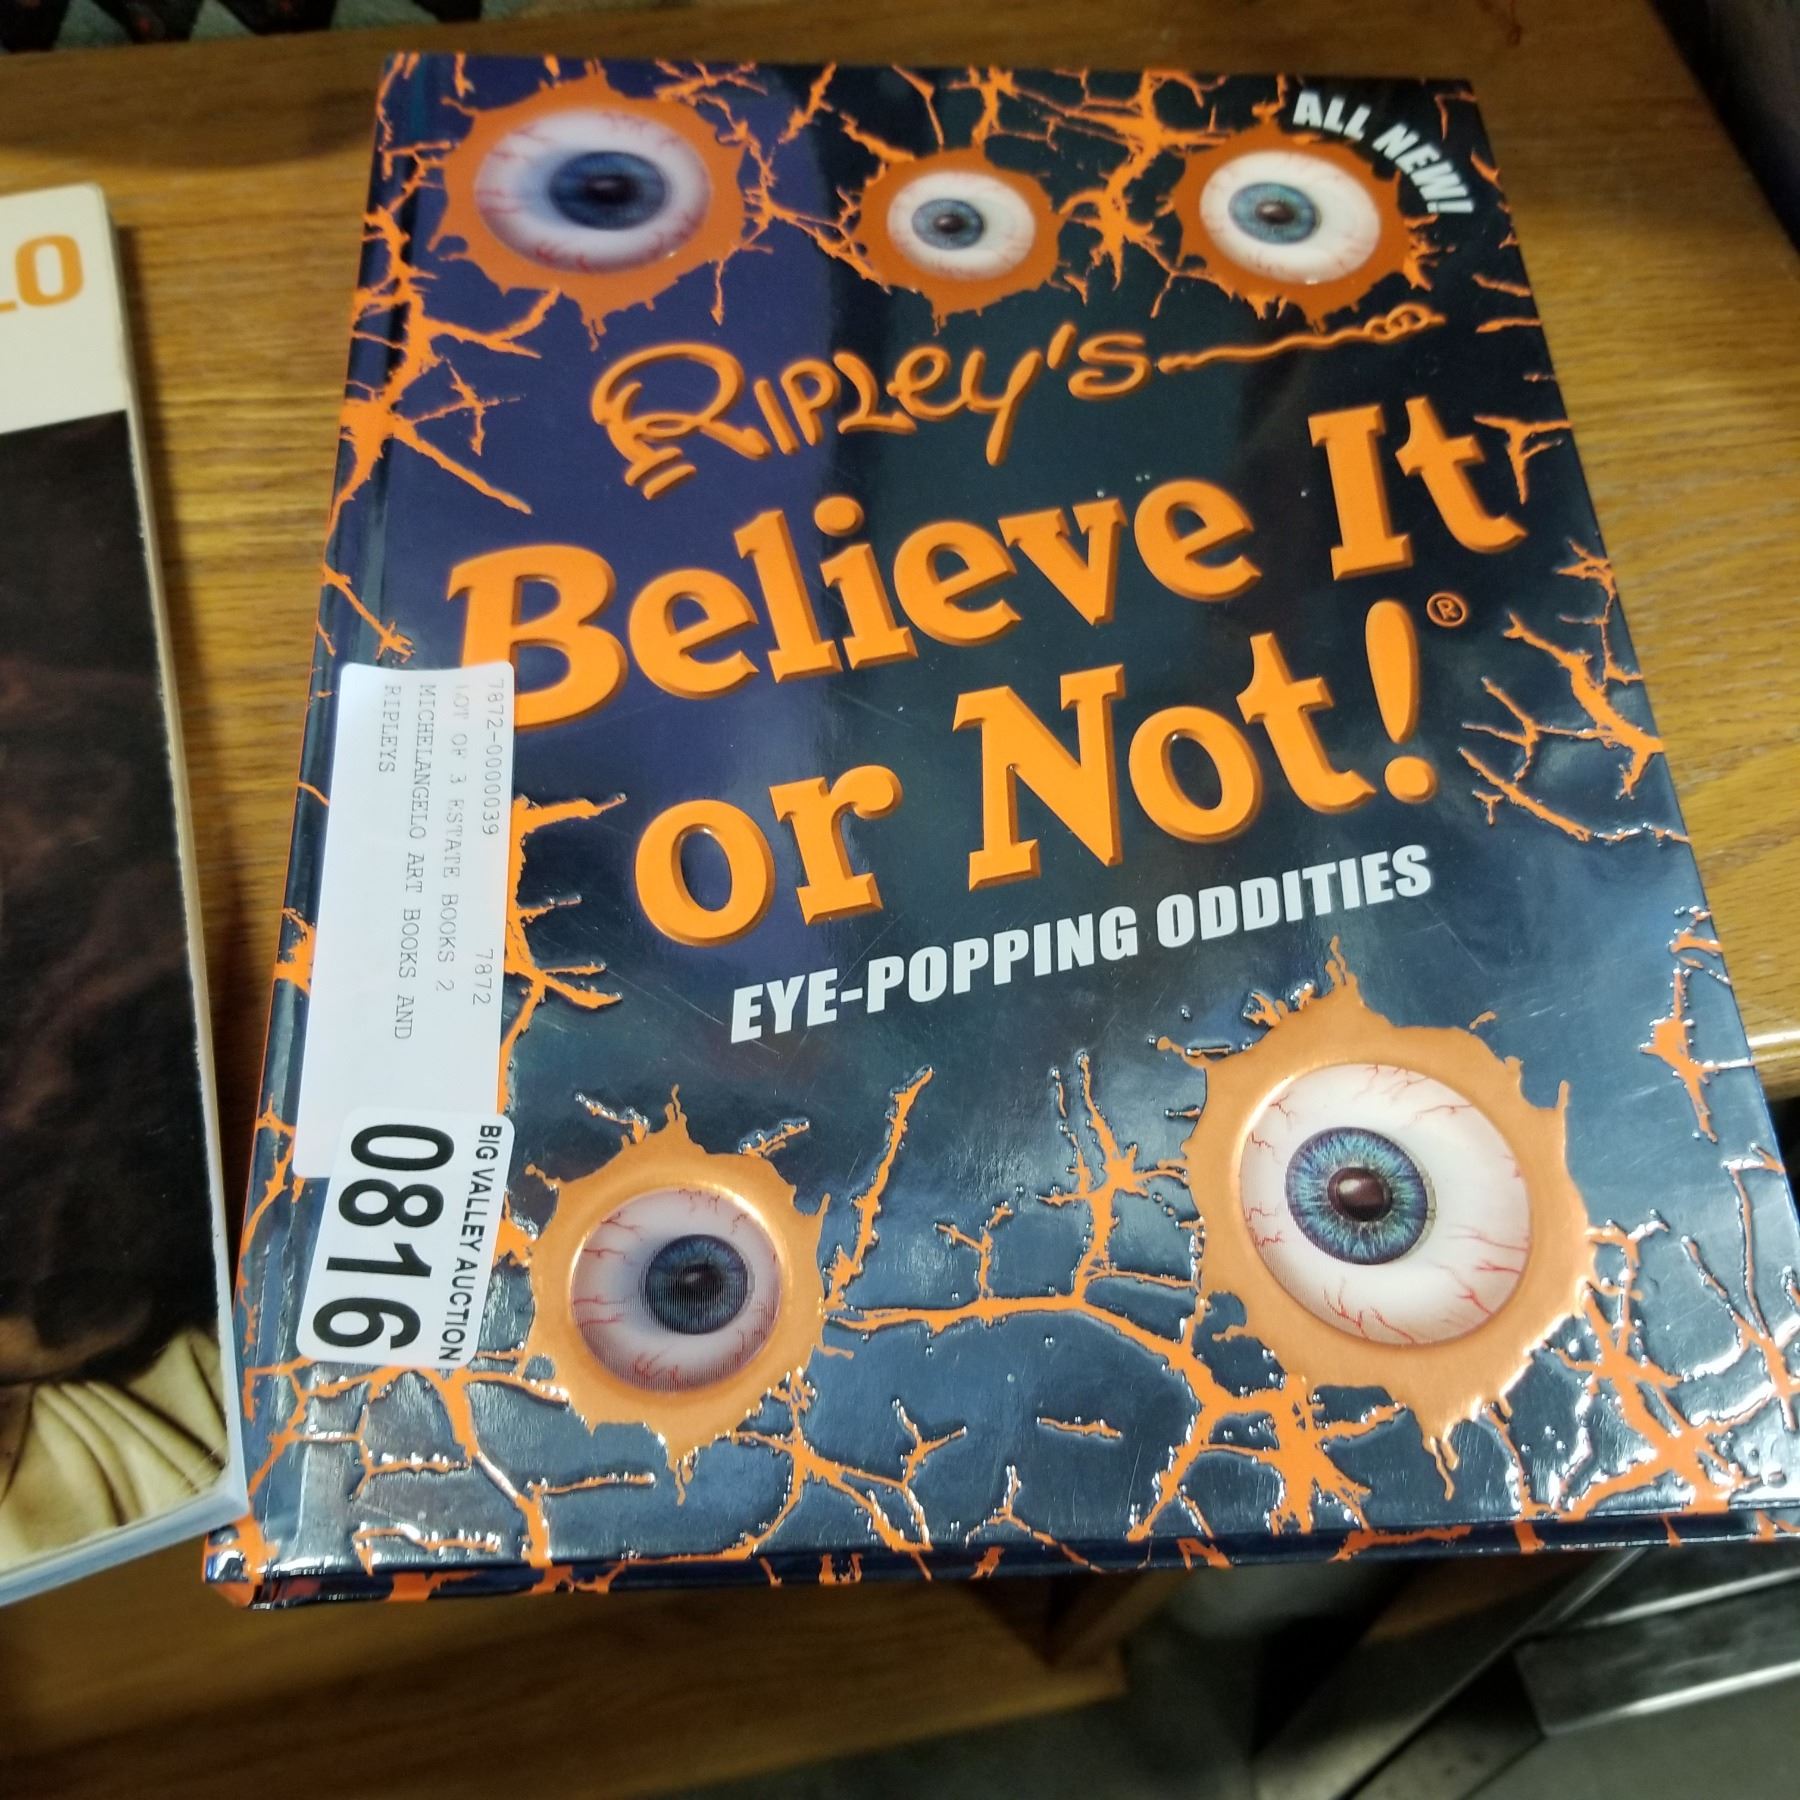 LO
ALL NEW!
RIPLEY'S
Believe It
or Not!®
EYE-POPPING ODDITIES
7872-0000039 7872
LOT OF 3 ESTATE BOOKS 2
MICHELANGELO ART BOOKS AND
RIPLEYS
BIG VALLEY AUCTION
0816